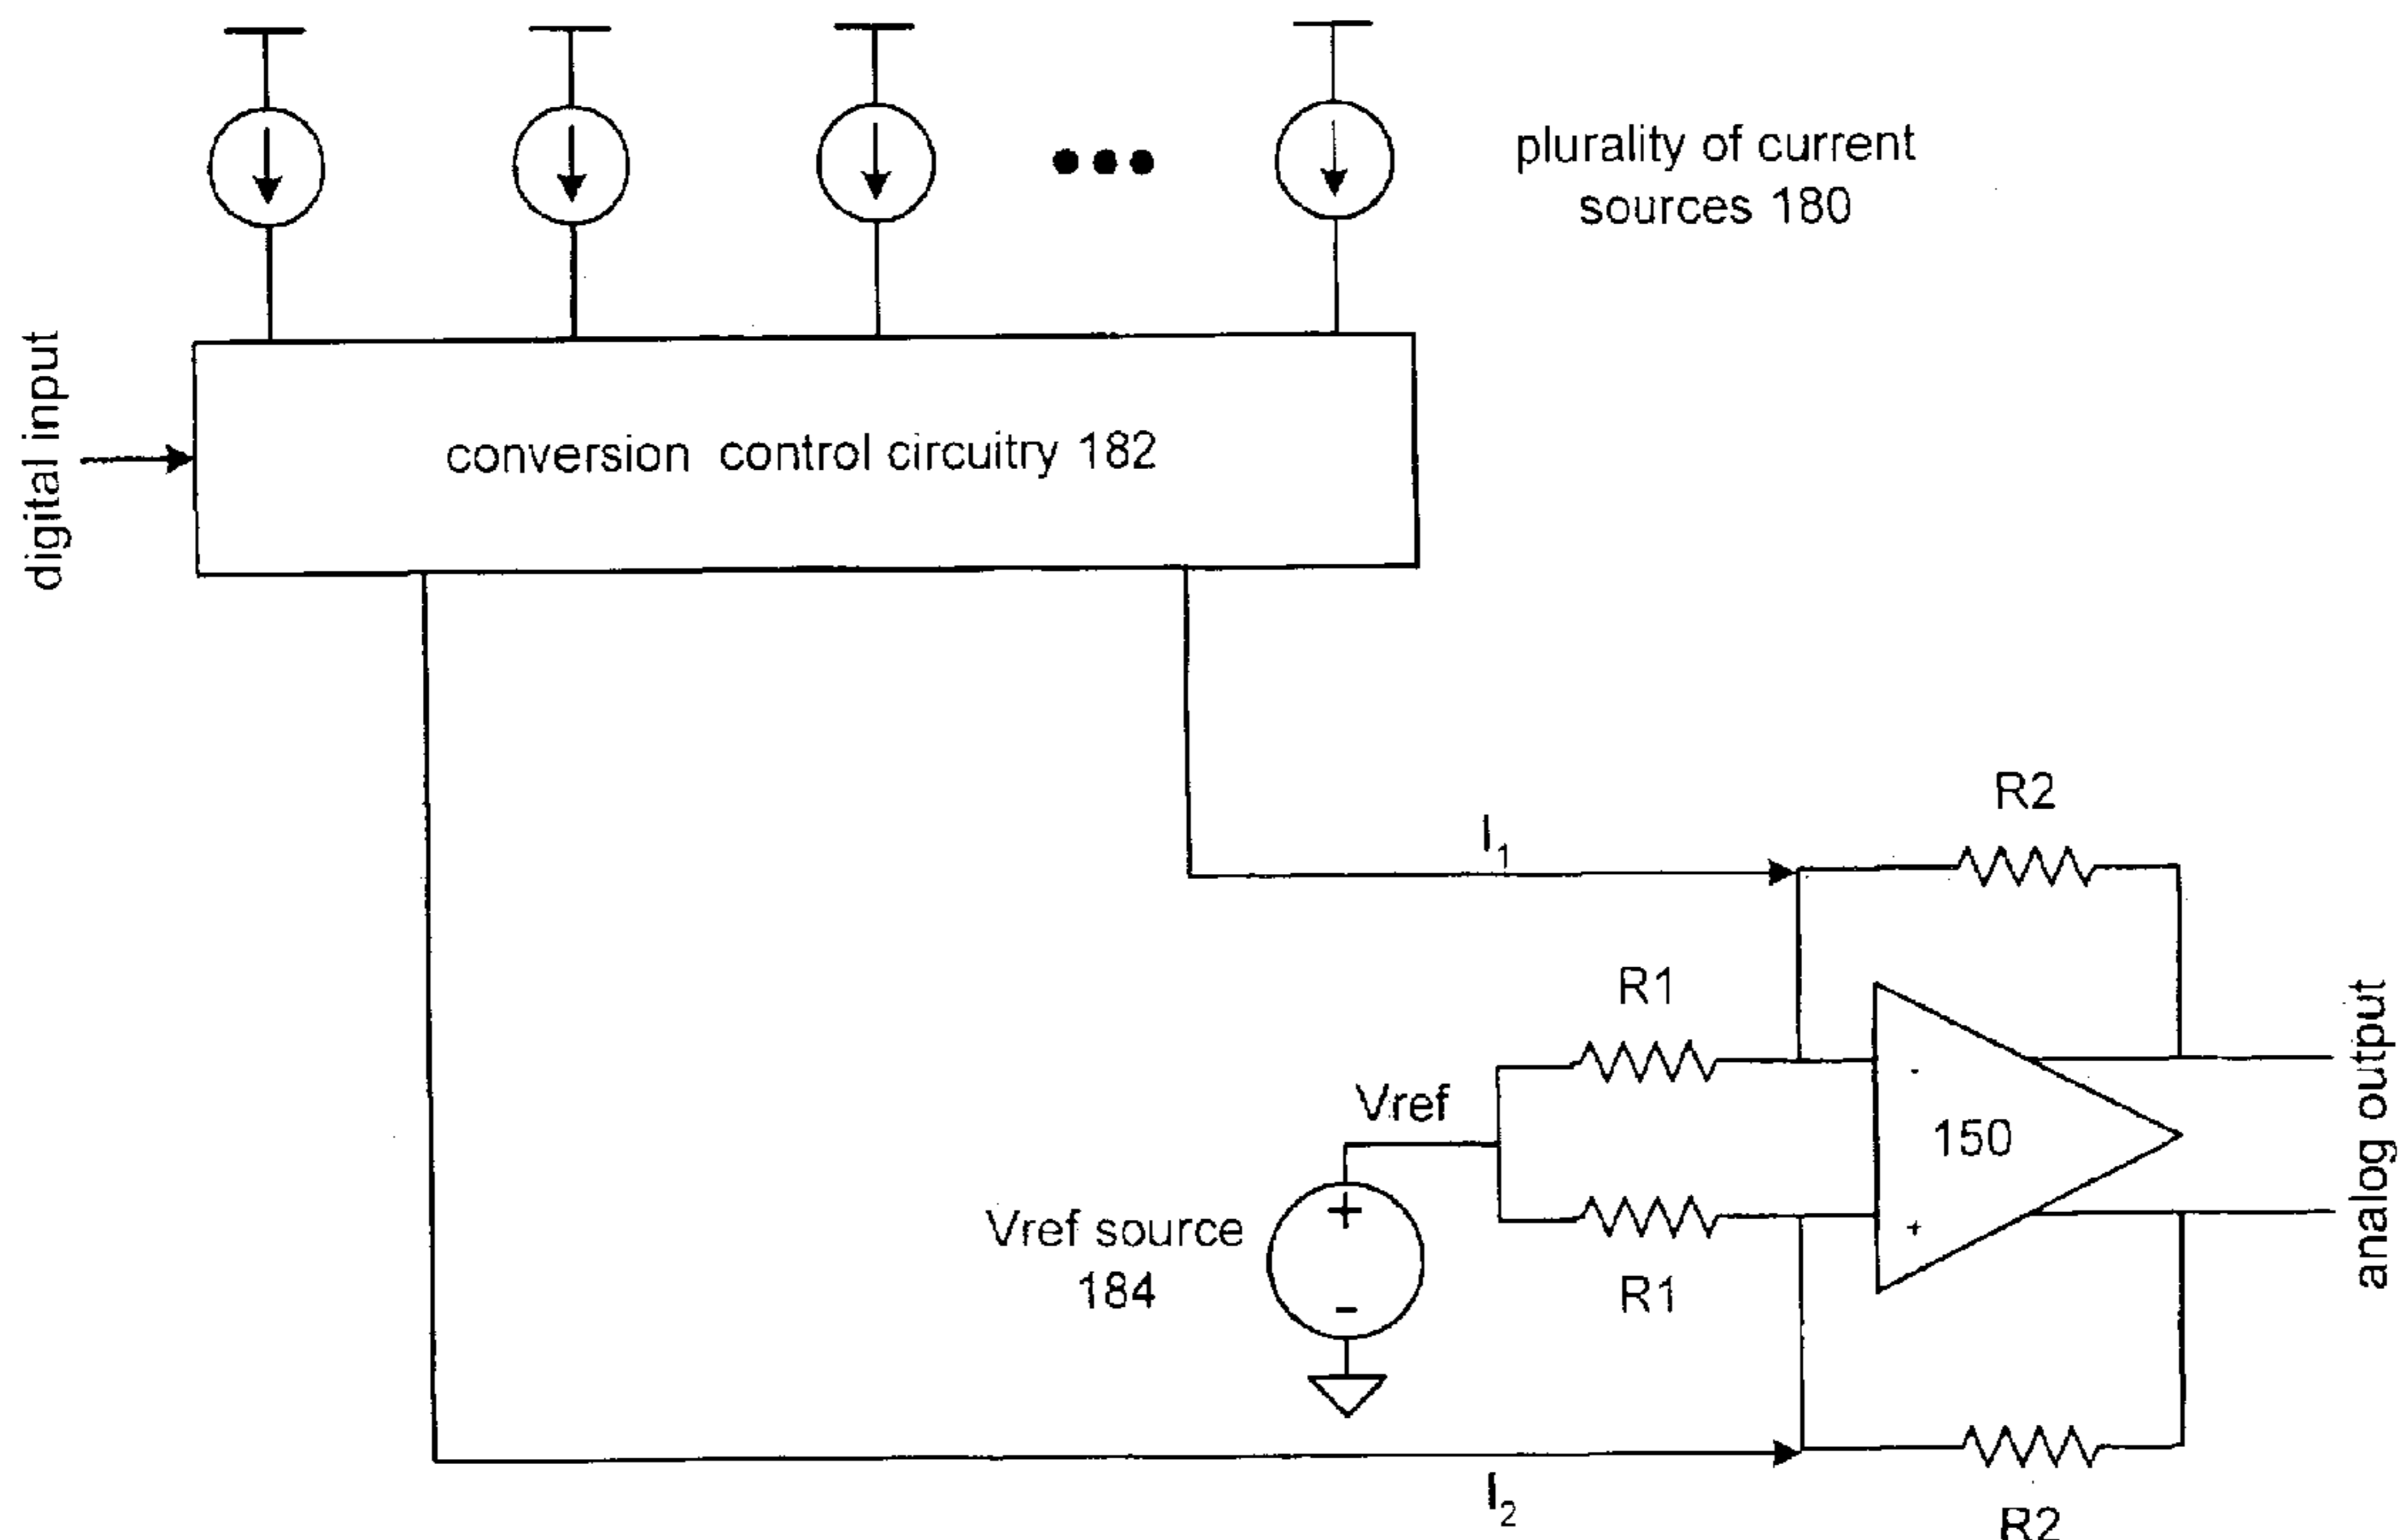 plurality of current
sources 180
digital input
conversion control circuitry 182
I1
R2
R1
Vref
-
150
+
Vref source
184
+
-
R1
analog output
I2
R2